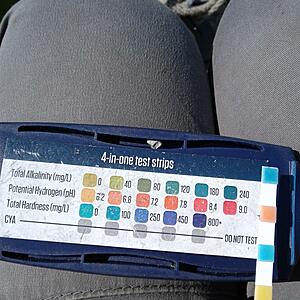 4-in-one test strips
Total Alkalinity (mg/L) 0 40 80 120 180 240
Potential Hydrogen (pH) 6.2 6.8 7.2 7.8 8.4 9.0
Total Hardness (mg/L) 0 100 250 450 800+
CYA DO NOT TEST